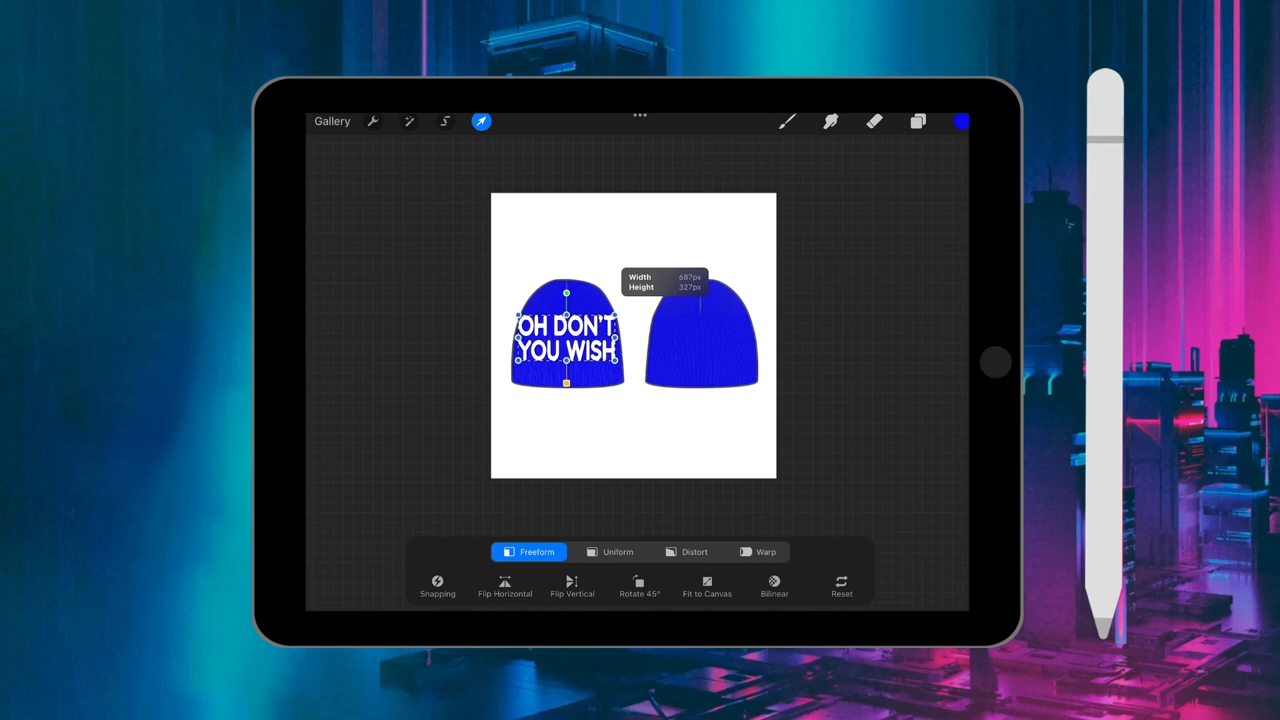 Gallery
Width 687px
Height 327px
OH DON'T
YOU WISH
Freeform Uniform Distort Warp
Snapping Flip Horizontal Flip Vertical Rotate 45° Fit to Canvas Bilinear Reset